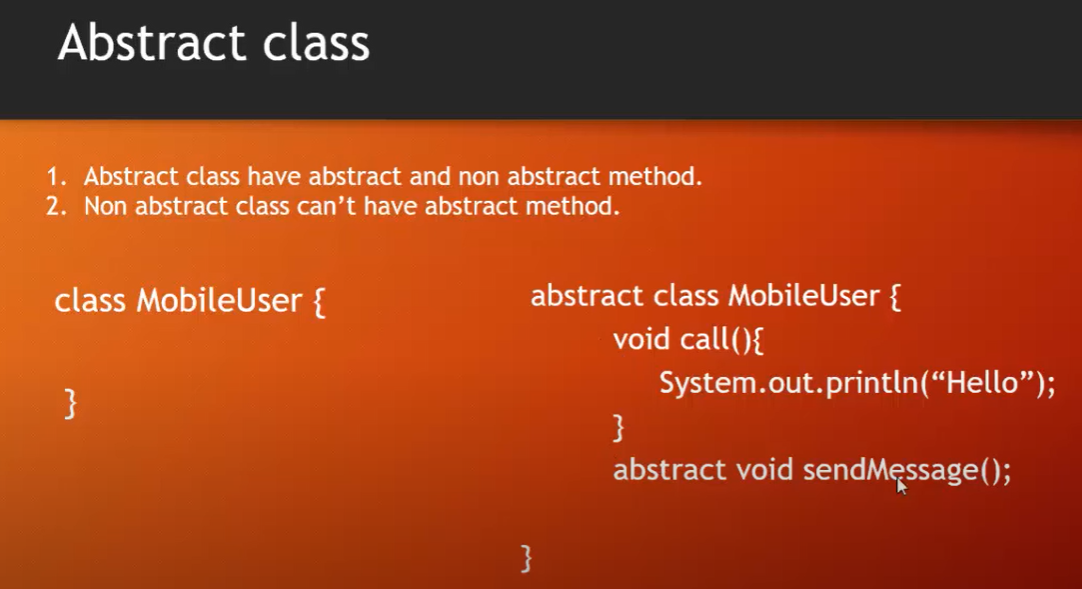 Abstract class
1. Abstract class have abstract and non abstract method.
2. Non abstract class can’t have abstract method.
class MobileUser {
}
abstract class MobileUser {
void call(){
System.out.println(“Hello”);
}
abstract void sendMessage();
}